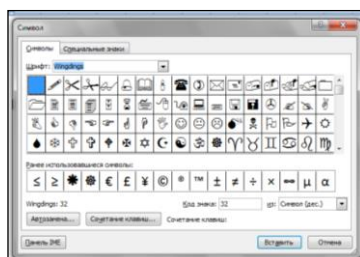 Символ
Символы Специальные знаки
Шрифт: Wingdings
Ранее использовавшиеся символы:
≤ ≥ ✹ ❁ € £ ¥ © ® ™ ± ≠ ÷ × ∞ µ α
Wingdings: 32 Код знака: 32 из: Символ (дес.)
Автозамена... Сочетание клавиш... Сочетание клавиш:
Панель IME Вставить Отмена